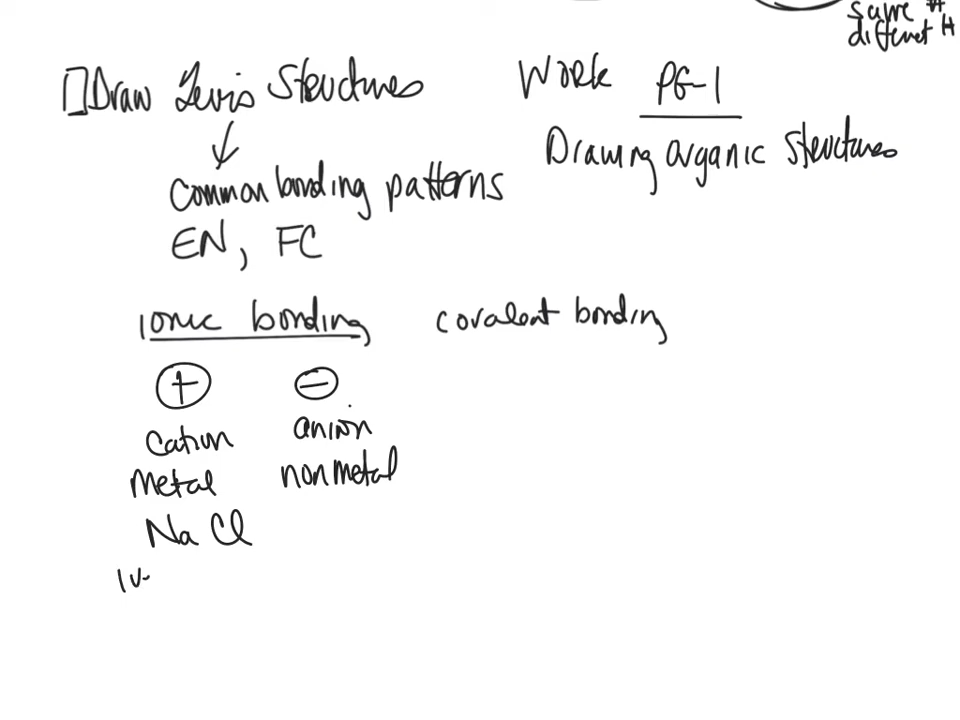 same #
different H
Draw Lewis Structures
Work PG-1
Drawing organic structures
Common bonding patterns
EN, FC
ionic bonding
covalent bonding
+ −
cation anion
Metal nonmetal
Na Cl